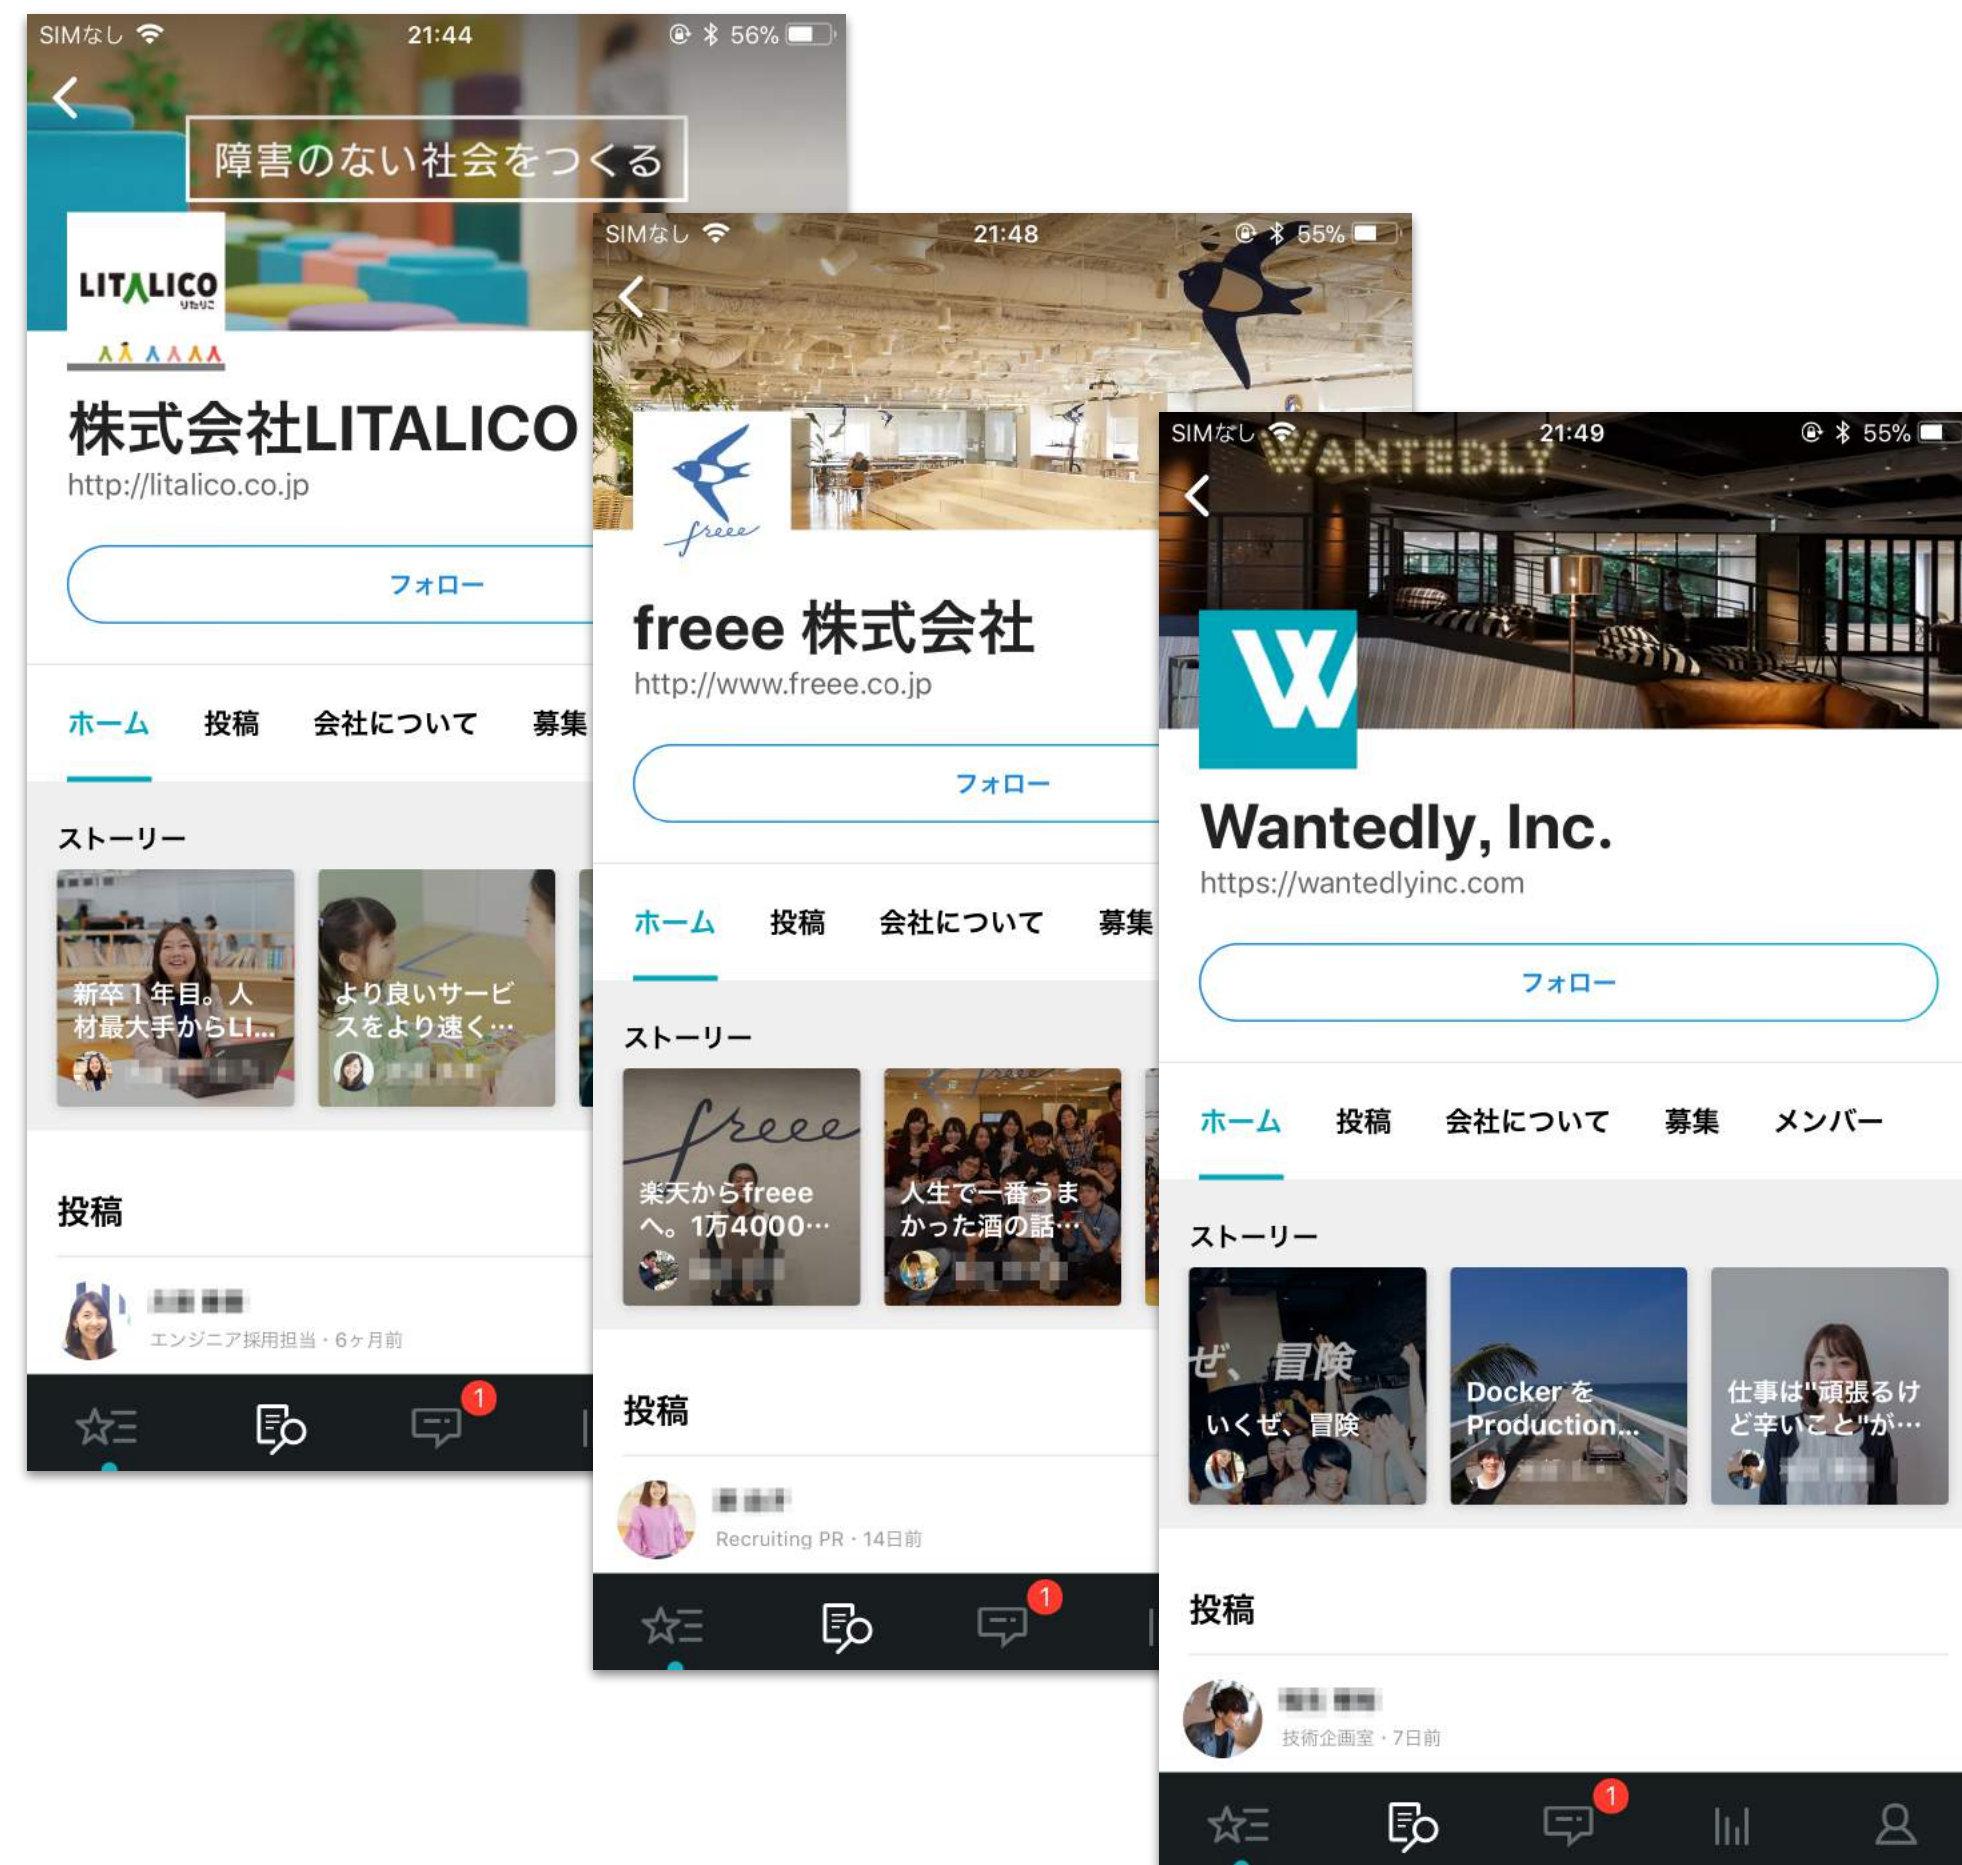 SIMなし 21:44 56%
障害のない社会をつくる
LITALICO
りたりこ
株式会社LITALICO
http://litalico.co.jp
フォロー
ホーム 投稿 会社について 募集
ストーリー
新卒1年目。人
材最大手からLI...
より良いサービ
スをより速く…
投稿
エンジニア採用担当・6ヶ月前
1
SIMなし 21:48 55%
freee
freee 株式会社
http://www.freee.co.jp
フォロー
ホーム 投稿 会社について 募集
ストーリー
freee
楽天からfreee
へ。1万4000…
人生で一番うま
かった酒の話…
投稿
Recruiting PR・14日前
1
SIMなし 21:49 55%
WANTEDLY
W
Wantedly, Inc.
https://wantedlyinc.com
フォロー
ホーム 投稿 会社について 募集 メンバー
ストーリー
ぜ、冒険
いくぜ、冒険
Docker を
Production...
仕事は"頑張るけ
ど辛いこと"が…
投稿
技術企画室・7日前
1